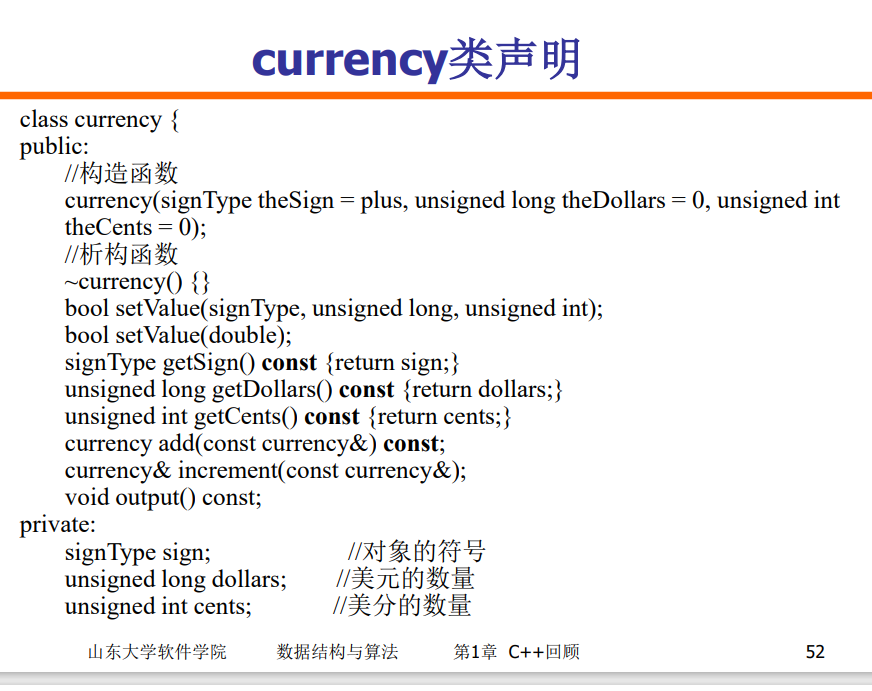 currency类声明
class currency {
public:
//构造函数
currency(signType theSign = plus, unsigned long theDollars = 0, unsigned int
theCents = 0);
//析构函数
~currency() {}
bool setValue(signType, unsigned long, unsigned int);
bool setValue(double);
signType getSign() const {return sign;}
unsigned long getDollars() const {return dollars;}
unsigned int getCents() const {return cents;}
currency add(const currency&) const;
currency& increment(const currency&);
void output() const;
private:
signType sign; //对象的符号
unsigned long dollars; //美元的数量
unsigned int cents; //美分的数量
山东大学软件学院 数据结构与算法 第1章 C++回顾 52